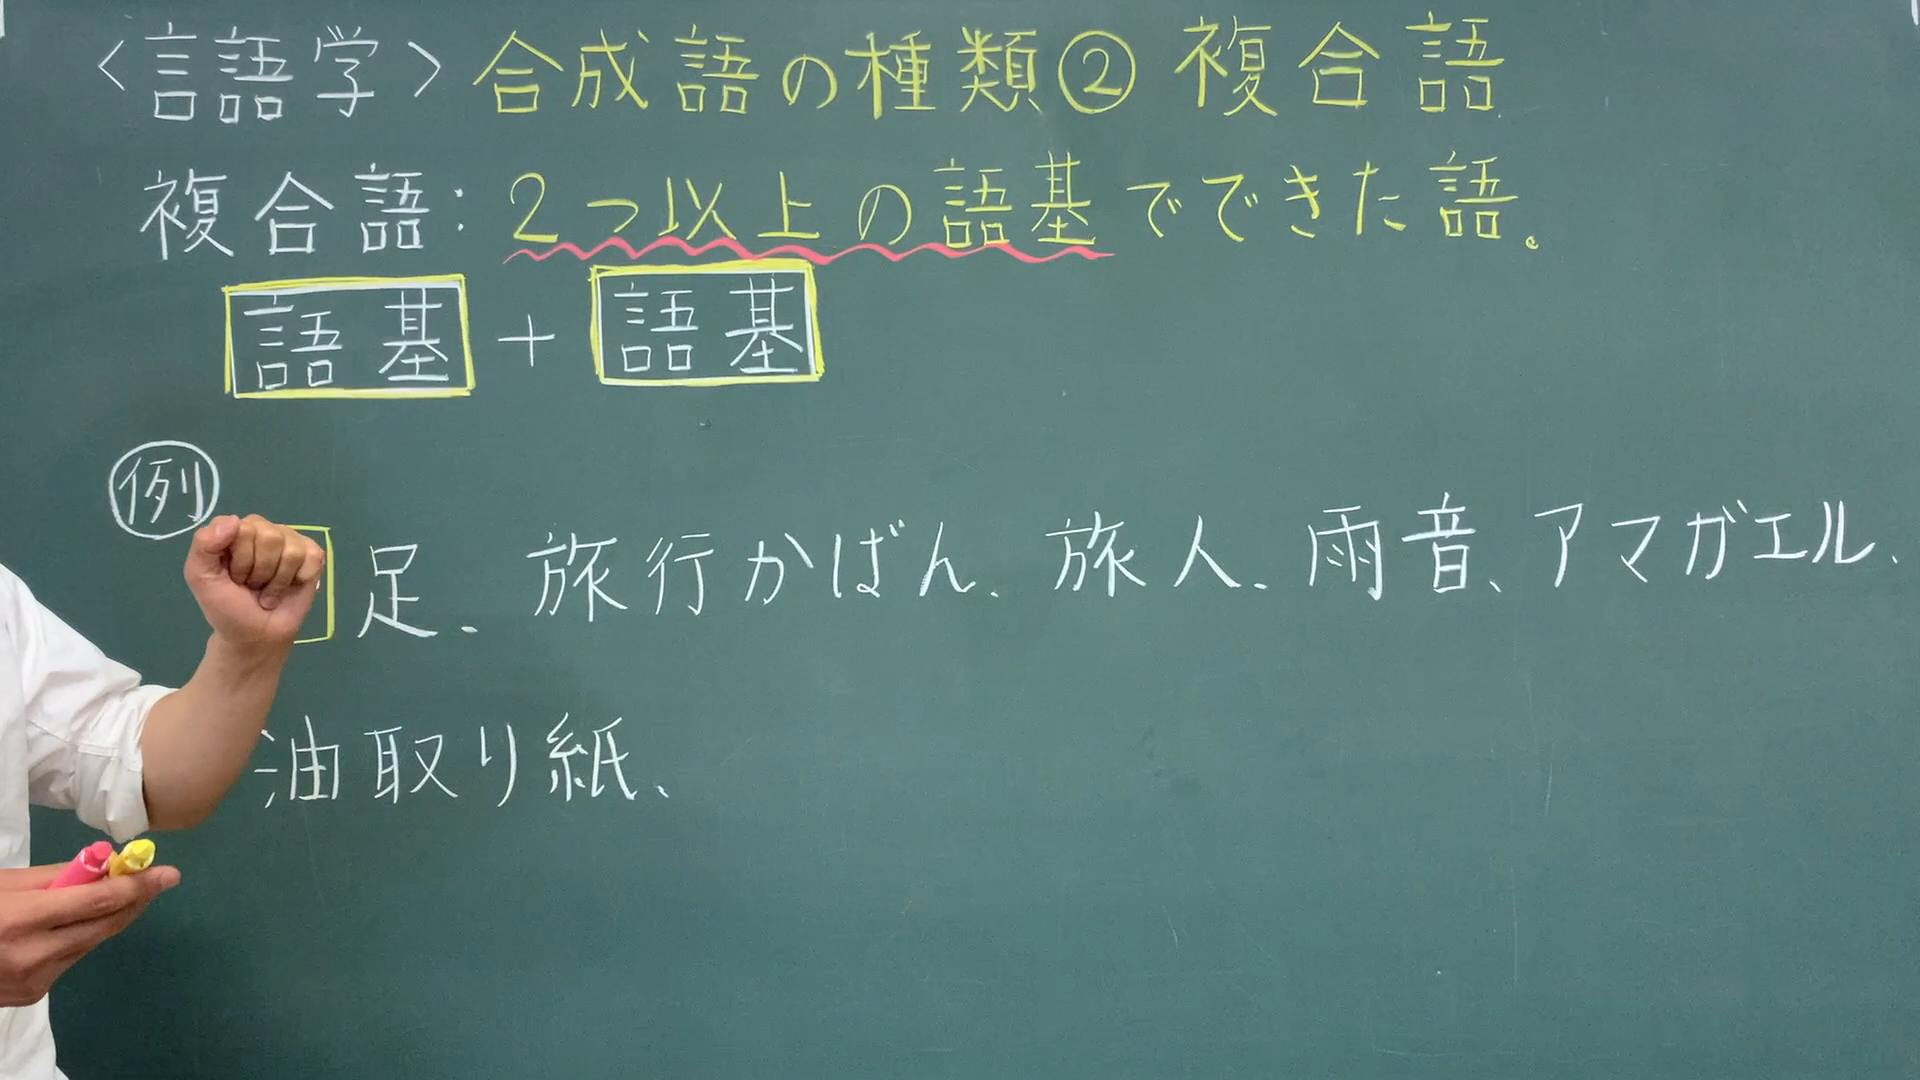 〈言語学〉合成語の種類② 複合語
複合語:2つ以上の語基でできた語。
語基 + 語基
例
足、旅行かばん、旅人、雨音、アマガエル、
油取り紙、